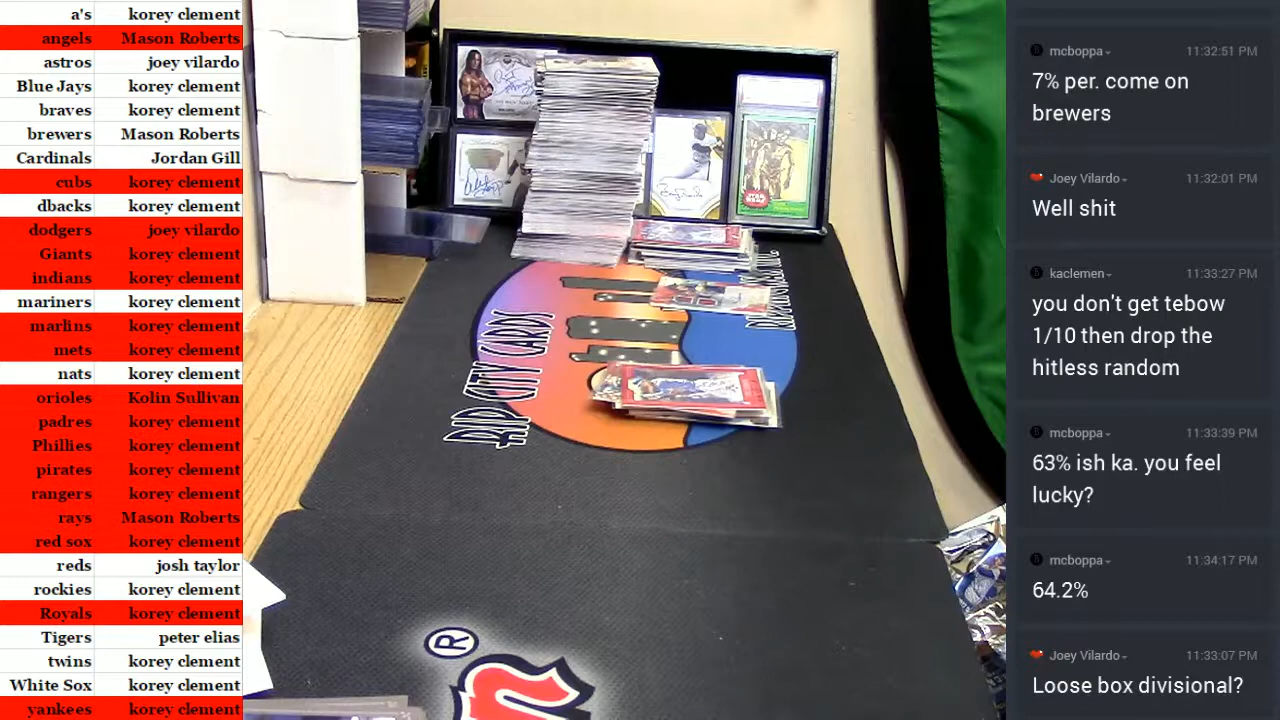 a's korey clement
angels Mason Roberts
astros joey vilardo
Blue Jays korey clement
braves korey clement
brewers Mason Roberts
Cardinals Jordan Gill
cubs korey clement
dbacks korey clement
dodgers joey vilardo
Giants korey clement
indians korey clement
mariners korey clement
marlins korey clement
mets korey clement
nats korey clement
orioles Kolin Sullivan
padres korey clement
Phillies korey clement
pirates korey clement
rangers korey clement
rays Mason Roberts
red sox korey clement
reds josh taylor
rockies korey clement
Royals korey clement
Tigers peter elias
twins korey clement
White Sox korey clement
yankees korey clement
RIP CITY CARDS
®
STAR WARS
mcboppa 11:32:51 PM
7% per. come on
brewers
Joey Vilardo 11:32:01 PM
Well shit
kaclemen 11:33:27 PM
you don't get tebow
1/10 then drop the
hitless random
mcboppa 11:33:39 PM
63% ish ka. you feel
lucky?
mcboppa 11:34:17 PM
64.2%
Joey Vilardo 11:33:07 PM
Loose box divisional?